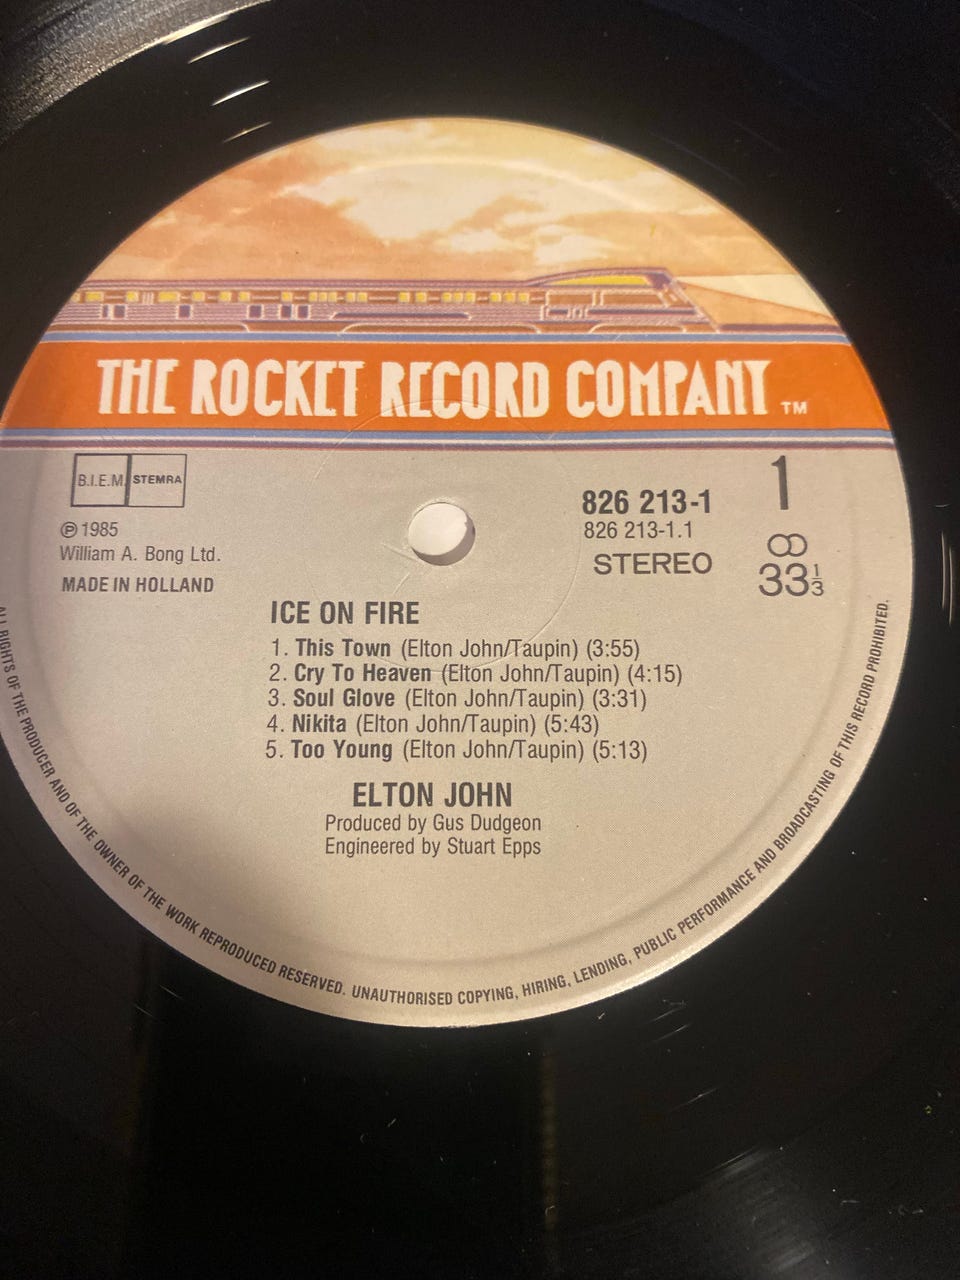 THE ROCKET RECORD COMPANY TM
B.I.E.M. STEMRA
℗ 1985
William A. Bong Ltd.
MADE IN HOLLAND
826 213-1
826 213-1.1
STEREO
1
33 1/3
ICE ON FIRE
1. This Town (Elton John/Taupin) (3:55)
2. Cry To Heaven (Elton John/Taupin) (4:15)
3. Soul Glove (Elton John/Taupin) (3:31)
4. Nikita (Elton John/Taupin) (5:43)
5. Too Young (Elton John/Taupin) (5:13)
ELTON JOHN
Produced by Gus Dudgeon
Engineered by Stuart Epps
ALL RIGHTS OF THE PRODUCER AND OF THE OWNER OF THE WORK REPRODUCED RESERVED. UNAUTHORISED COPYING, HIRING, LENDING, PUBLIC PERFORMANCE AND BROADCASTING OF THIS RECORD PROHIBITED.